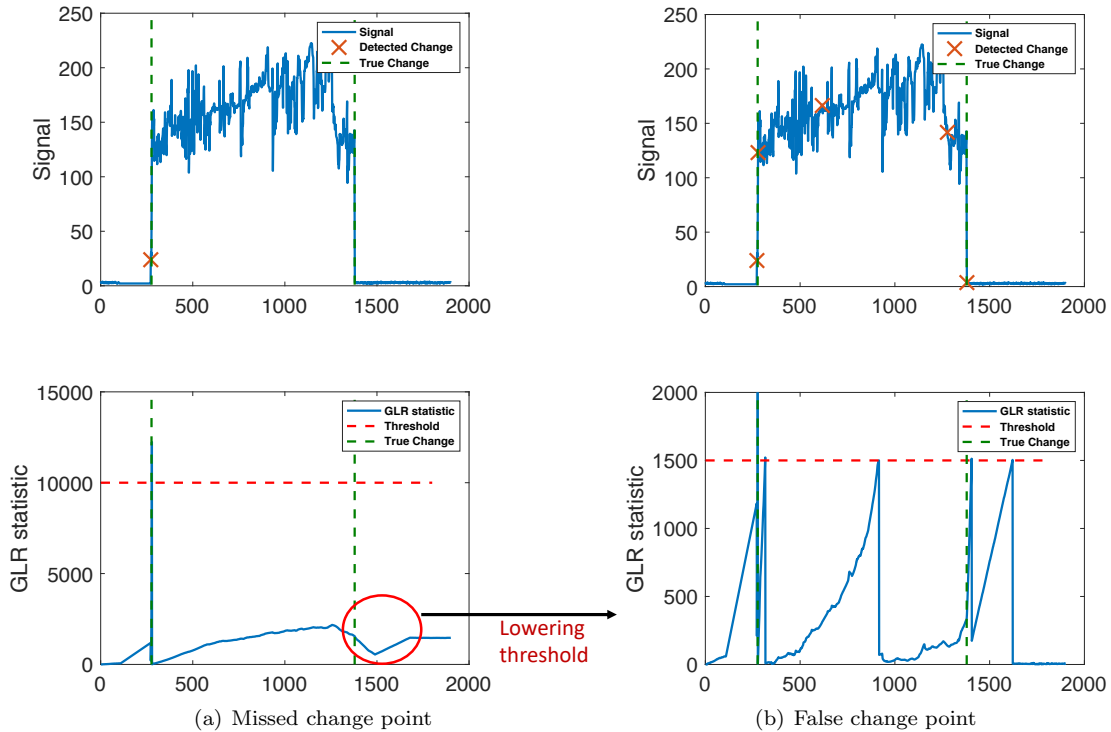 250
200
150
100
50
0
Signal
Signal
Detected Change
True Change
0 500 1000 1500 2000
250
200
150
100
50
0
Signal
Signal
Detected Change
True Change
0 500 1000 1500 2000
15000
10000
5000
0
GLR statistic
GLR statistic
Threshold
True Change
0 500 1000 1500 2000
Lowering
threshold
2000
1500
1000
500
0
GLR statistic
GLR statistic
Threshold
True Change
0 500 1000 1500 2000
(a) Missed change point
(b) False change point